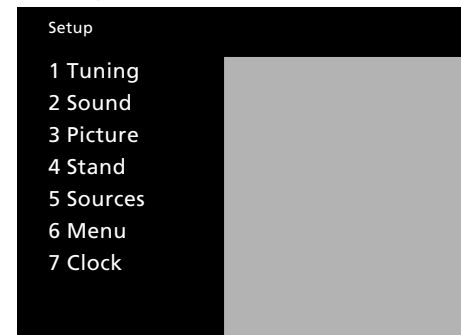 Setup
1 Tuning
2 Sound
3 Picture
4 Stand
5 Sources
6 Menu
7 Clock